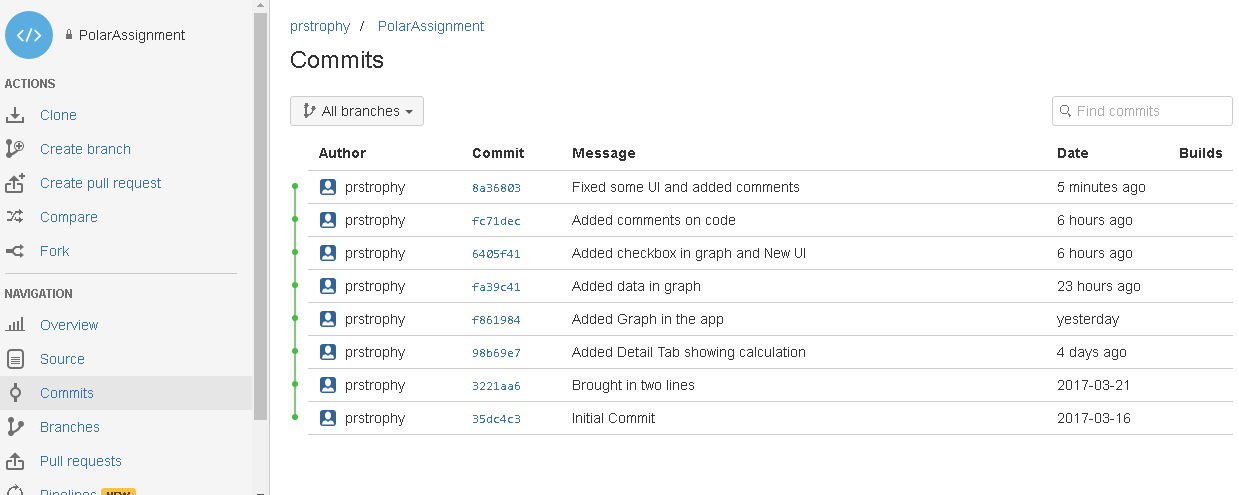 PolarAssignment
ACTIONS
Clone
Create branch
Create pull request
Compare
Fork
NAVIGATION
Overview
Source
Commits
Branches
Pull requests
Pipelines NEW
prstrophy / PolarAssignment
Commits
All branches
Find commits
Author Commit Message Date Builds
prstrophy 8a36803 Fixed some UI and added comments 5 minutes ago
prstrophy fc71dec Added comments on code 6 hours ago
prstrophy 6405f41 Added checkbox in graph and New UI 6 hours ago
prstrophy fa39c41 Added data in graph 23 hours ago
prstrophy f861984 Added Graph in the app yesterday
prstrophy 98b69e7 Added Detail Tab showing calculation 4 days ago
prstrophy 3221aa6 Brought in two lines 2017-03-21
prstrophy 35dc4c3 Initial Commit 2017-03-16